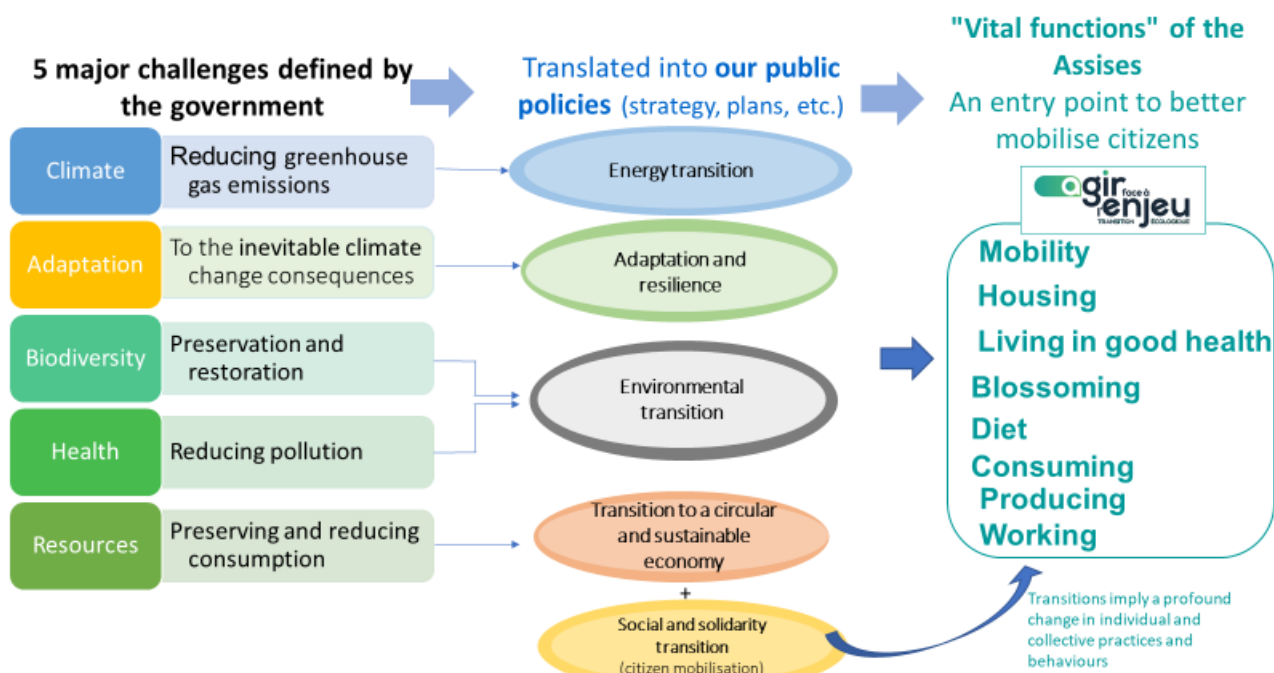 5 major challenges defined by
the government
Translated into our public
policies (strategy, plans, etc.)
"Vital functions" of the
Assises
An entry point to better
mobilise citizens
Climate
Reducing greenhouse
gas emissions
Energy transition
Adaptation
To the inevitable climate
change consequences
Adaptation and
resilience
Biodiversity
Preservation and
restoration
Environmental
transition
Health
Reducing pollution
Resources
Preserving and reducing
consumption
Transition to a circular
and sustainable
economy
+
Social and solidarity
transition
(citizen mobilisation)
agir face à
l'enjeu
TRANSITION ÉCOLOGIQUE
Mobility
Housing
Living in good health
Blossoming
Diet
Consuming
Producing
Working
Transitions imply a profound
change in individual and
collective practices and
behaviours